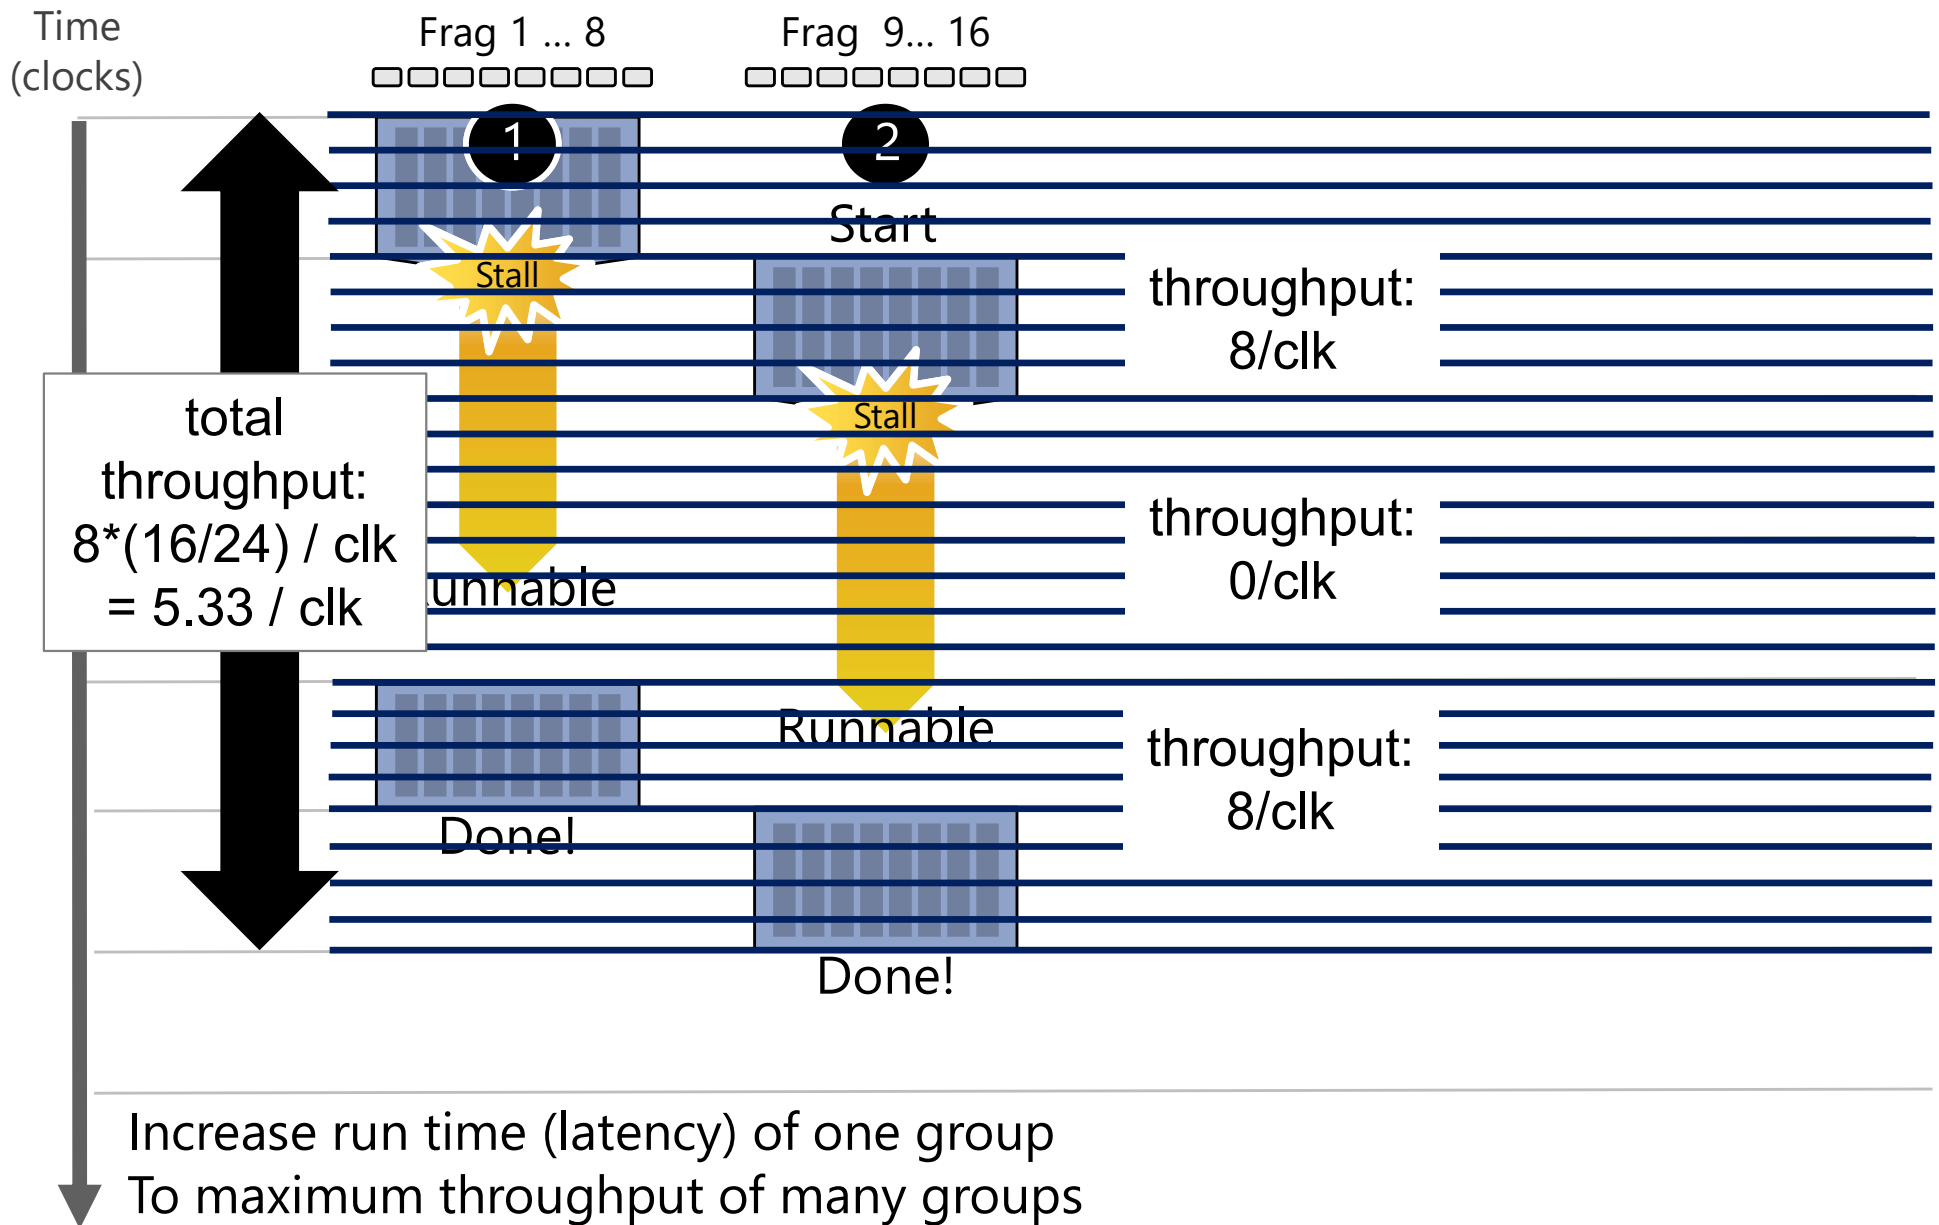 Time
(clocks)
Frag 1 ... 8
Frag 9... 16
1
2
Start
Stall
throughput:
8/clk
Stall
total
throughput:
8*(16/24) / clk
= 5.33 / clk
throughput:
0/clk
unnable
Runnable
throughput:
8/clk
Done!
Done!
Increase run time (latency) of one group
To maximum throughput of many groups